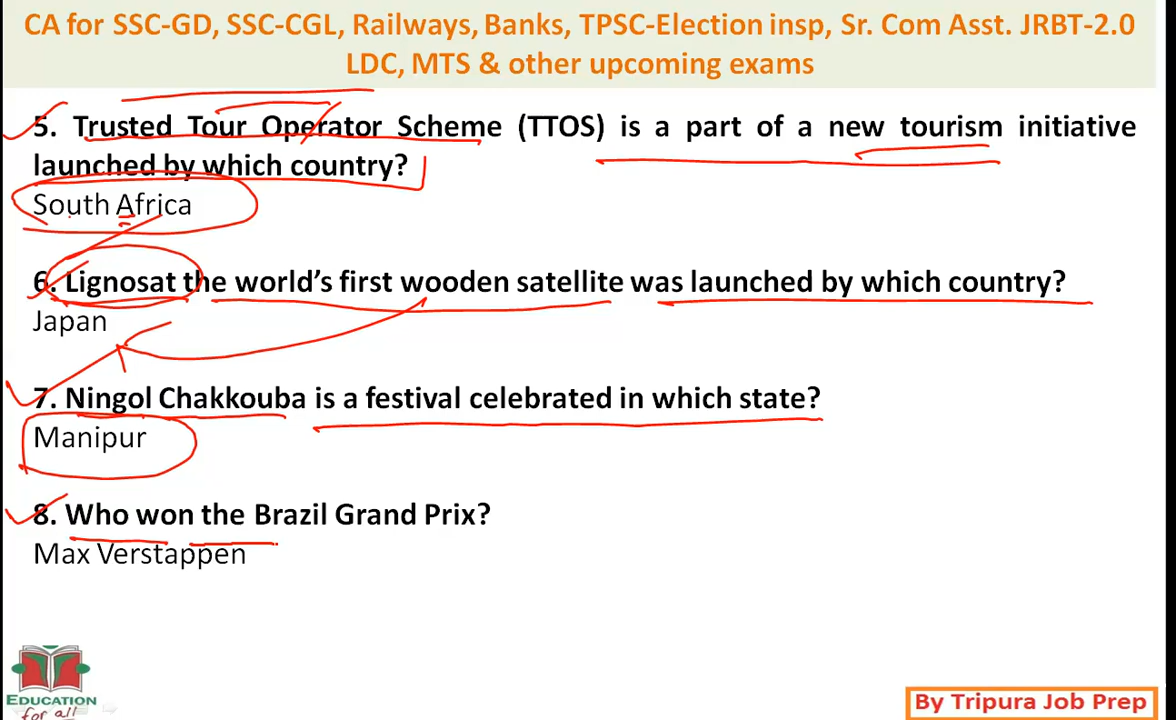 CA for SSC-GD, SSC-CGL, Railways, Banks, TPSC-Election insp, Sr. Com Asst. JRBT-2.0
LDC, MTS & other upcoming exams
5. Trusted Tour Operator Scheme (TTOS) is a part of a new tourism initiative
launched by which country?
South Africa
6. Lignosat the world's first wooden satellite was launched by which country?
Japan
7. Ningol Chakkouba is a festival celebrated in which state?
Manipur
8. Who won the Brazil Grand Prix?
Max Verstappen
EDUCATION
for all
By Tripura Job Prep